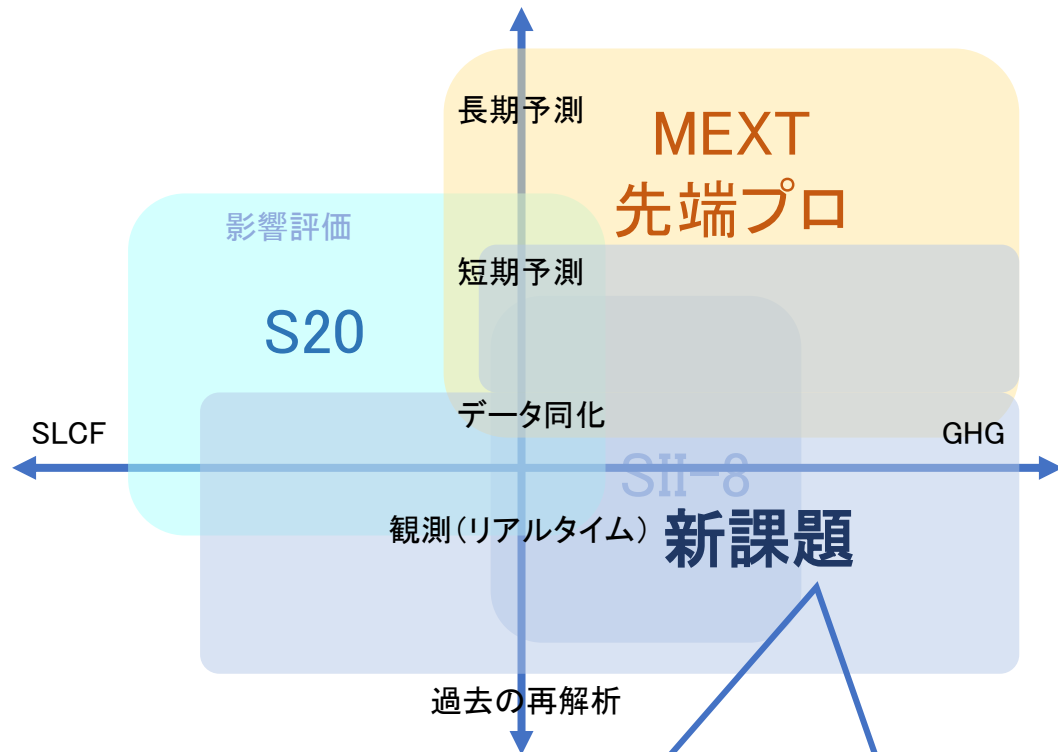 長期予測
MEXT
先端プロ
影響評価
短期予測
S20
データ同化
SLCF
GHG
SII-8
観測(リアルタイム)
新課題
過去の再解析